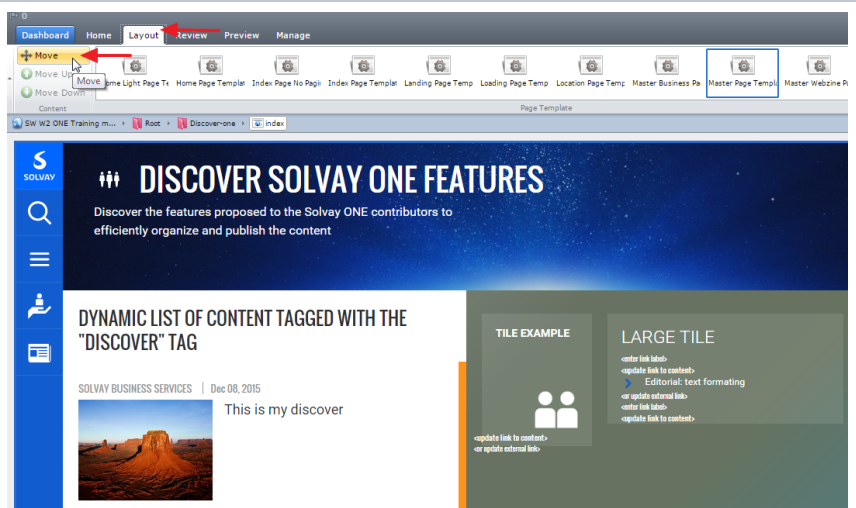 Dashboard Home Layout Review Preview Manage
Move
Move Up
Move
Move Down
ome Light Page Te Home Page Templat Index Page No Pagi Index Page Templat Landing Page Temp Loading Page Temp Location Page Temp Master Business Pa Master Page Templa Master Webzine Pa
Content
Page Template
SW W2 ONE Training m... Root Discover-one index
SOLVAY
DISCOVER SOLVAY ONE FEATURES
Discover the features proposed to the Solvay ONE contributors to
efficiently organize and publish the content
DYNAMIC LIST OF CONTENT TAGGED WITH THE
"DISCOVER" TAG
SOLVAY BUSINESS SERVICES | Dec 08, 2015
This is my discover
TILE EXAMPLE
<update link to content>
<or update external link>
LARGE TILE
<enter link label>
<update link to content>
Editorial: text formating
<or update external link>
<enter link label>
<update link to content>